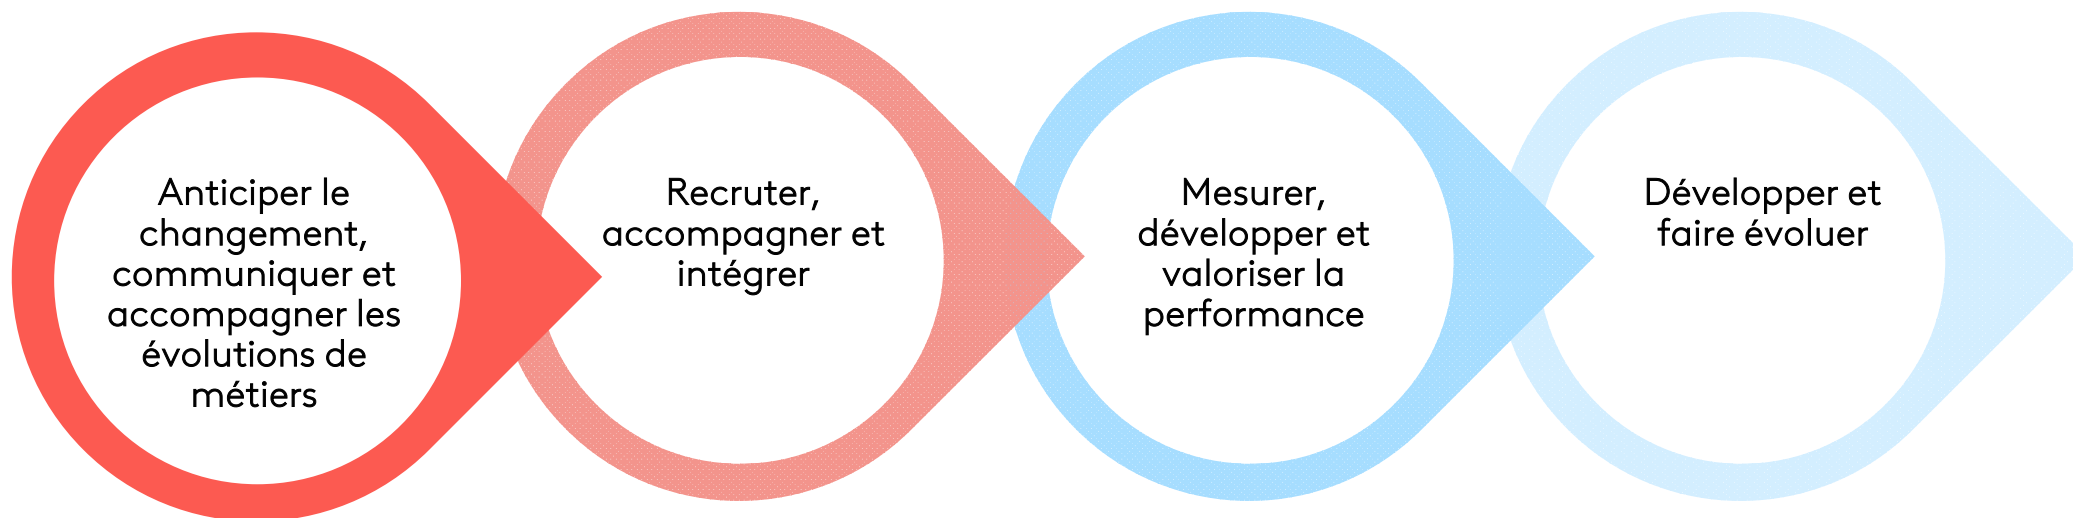 Anticiper le
changement,
communiquer et
accompagner les
évolutions de
métiers
Recruter,
accompagner et
intégrer
Mesurer,
développer et
valoriser la
performance
Développer et
faire évoluer